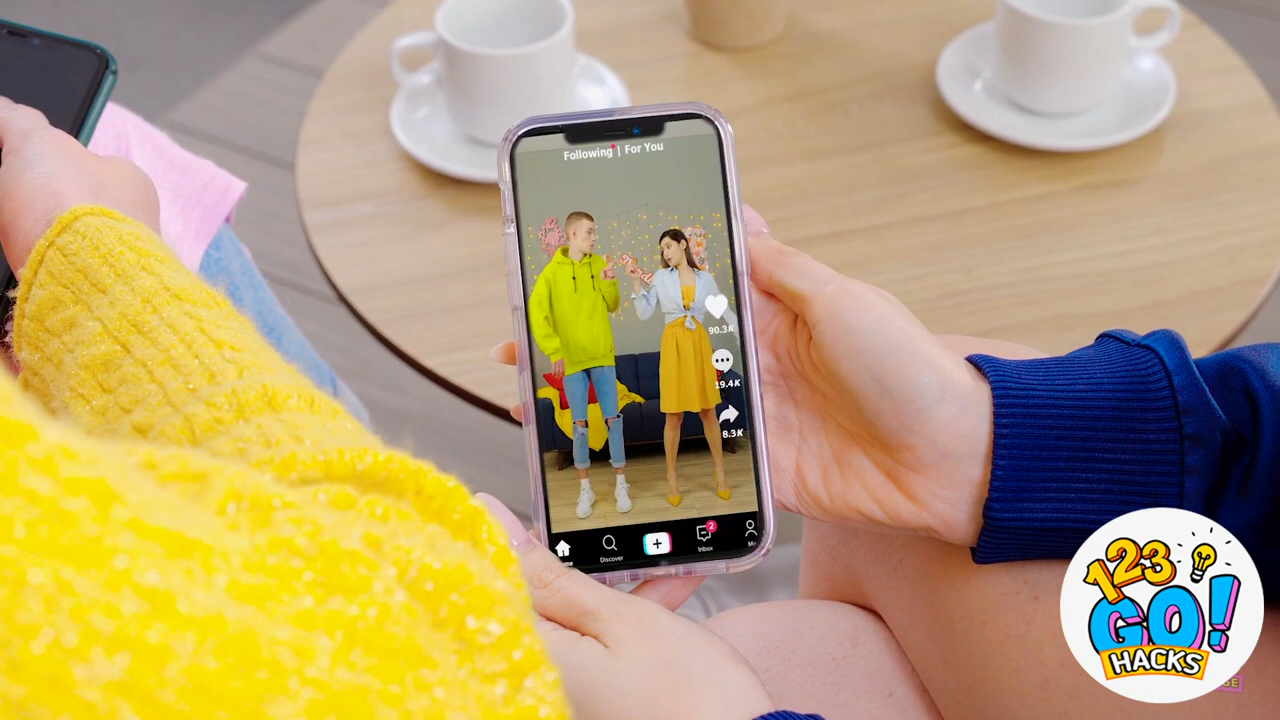 Following | For You
90.3K
19.4K
8.3K
2
Discover
Inbox
123
GO!
HACKS